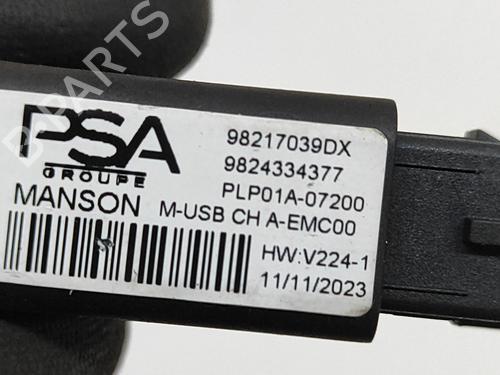 B-PARTS
PSA
GROUPE
MANSON
98217039DX
9824334377
PLP01A-07200
M-USB CH A-EMC00
HW:V224-1
11/11/2023